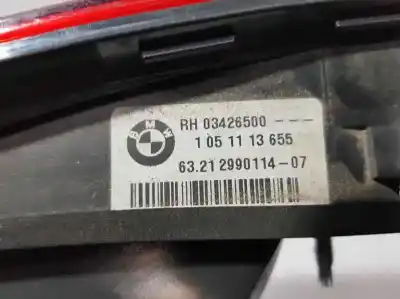 BMW
RH 03426500 ---
1 05 11 13 655
63.21 2990114-07